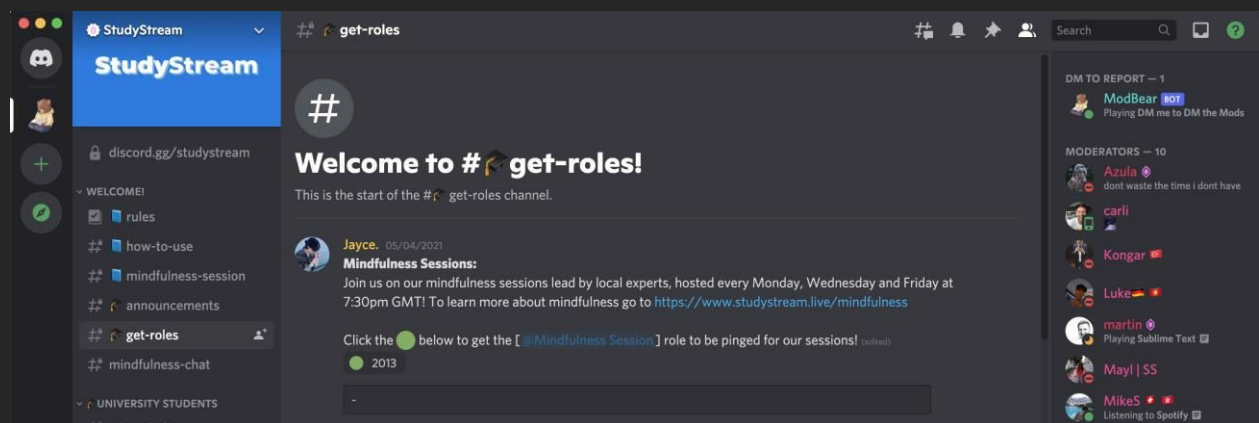 StudyStream
get-roles
Search
StudyStream
discord.gg/studystream
WELCOME!
rules
how-to-use
mindfulness-session
announcements
get-roles
mindfulness-chat
UNIVERSITY STUDENTS
Welcome to #🎓get-roles!
This is the start of the #🎓 get-roles channel.
Jayce. 05/04/2021
Mindfulness Sessions:
Join us on our mindfulness sessions lead by local experts, hosted every Monday, Wednesday and Friday at
7:30pm GMT! To learn more about mindfulness go to https://www.studystream.live/mindfulness
Click the 🟢 below to get the [ @Mindfulness Session ] role to be pinged for our sessions! (edited)
2013
-
DM TO REPORT — 1
ModBear BOT
Playing DM me to DM the Mods
MODERATORS — 10
Azula
dont waste the time i dont have
carli
Kongar
Luke
martin
Playing Sublime Text
Mayl | SS
MikeS
Listening to Spotify